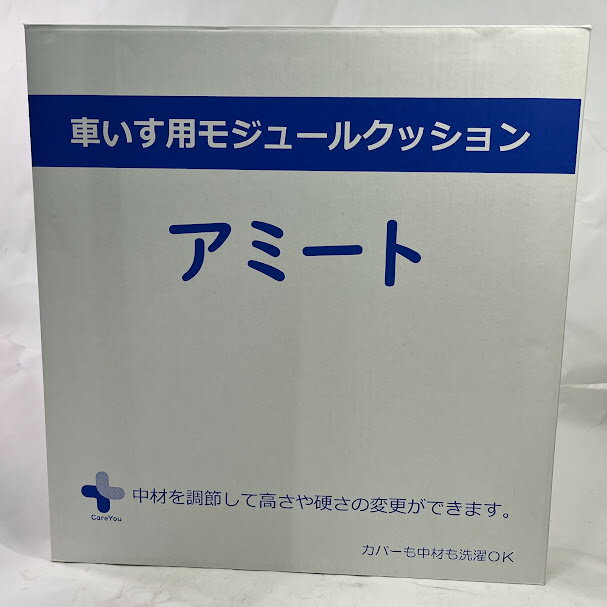 車いす用モジュールクッション
アミート
中材を調節して高さや硬さの変更ができます。
CareYou
カバーも中材も洗濯OK